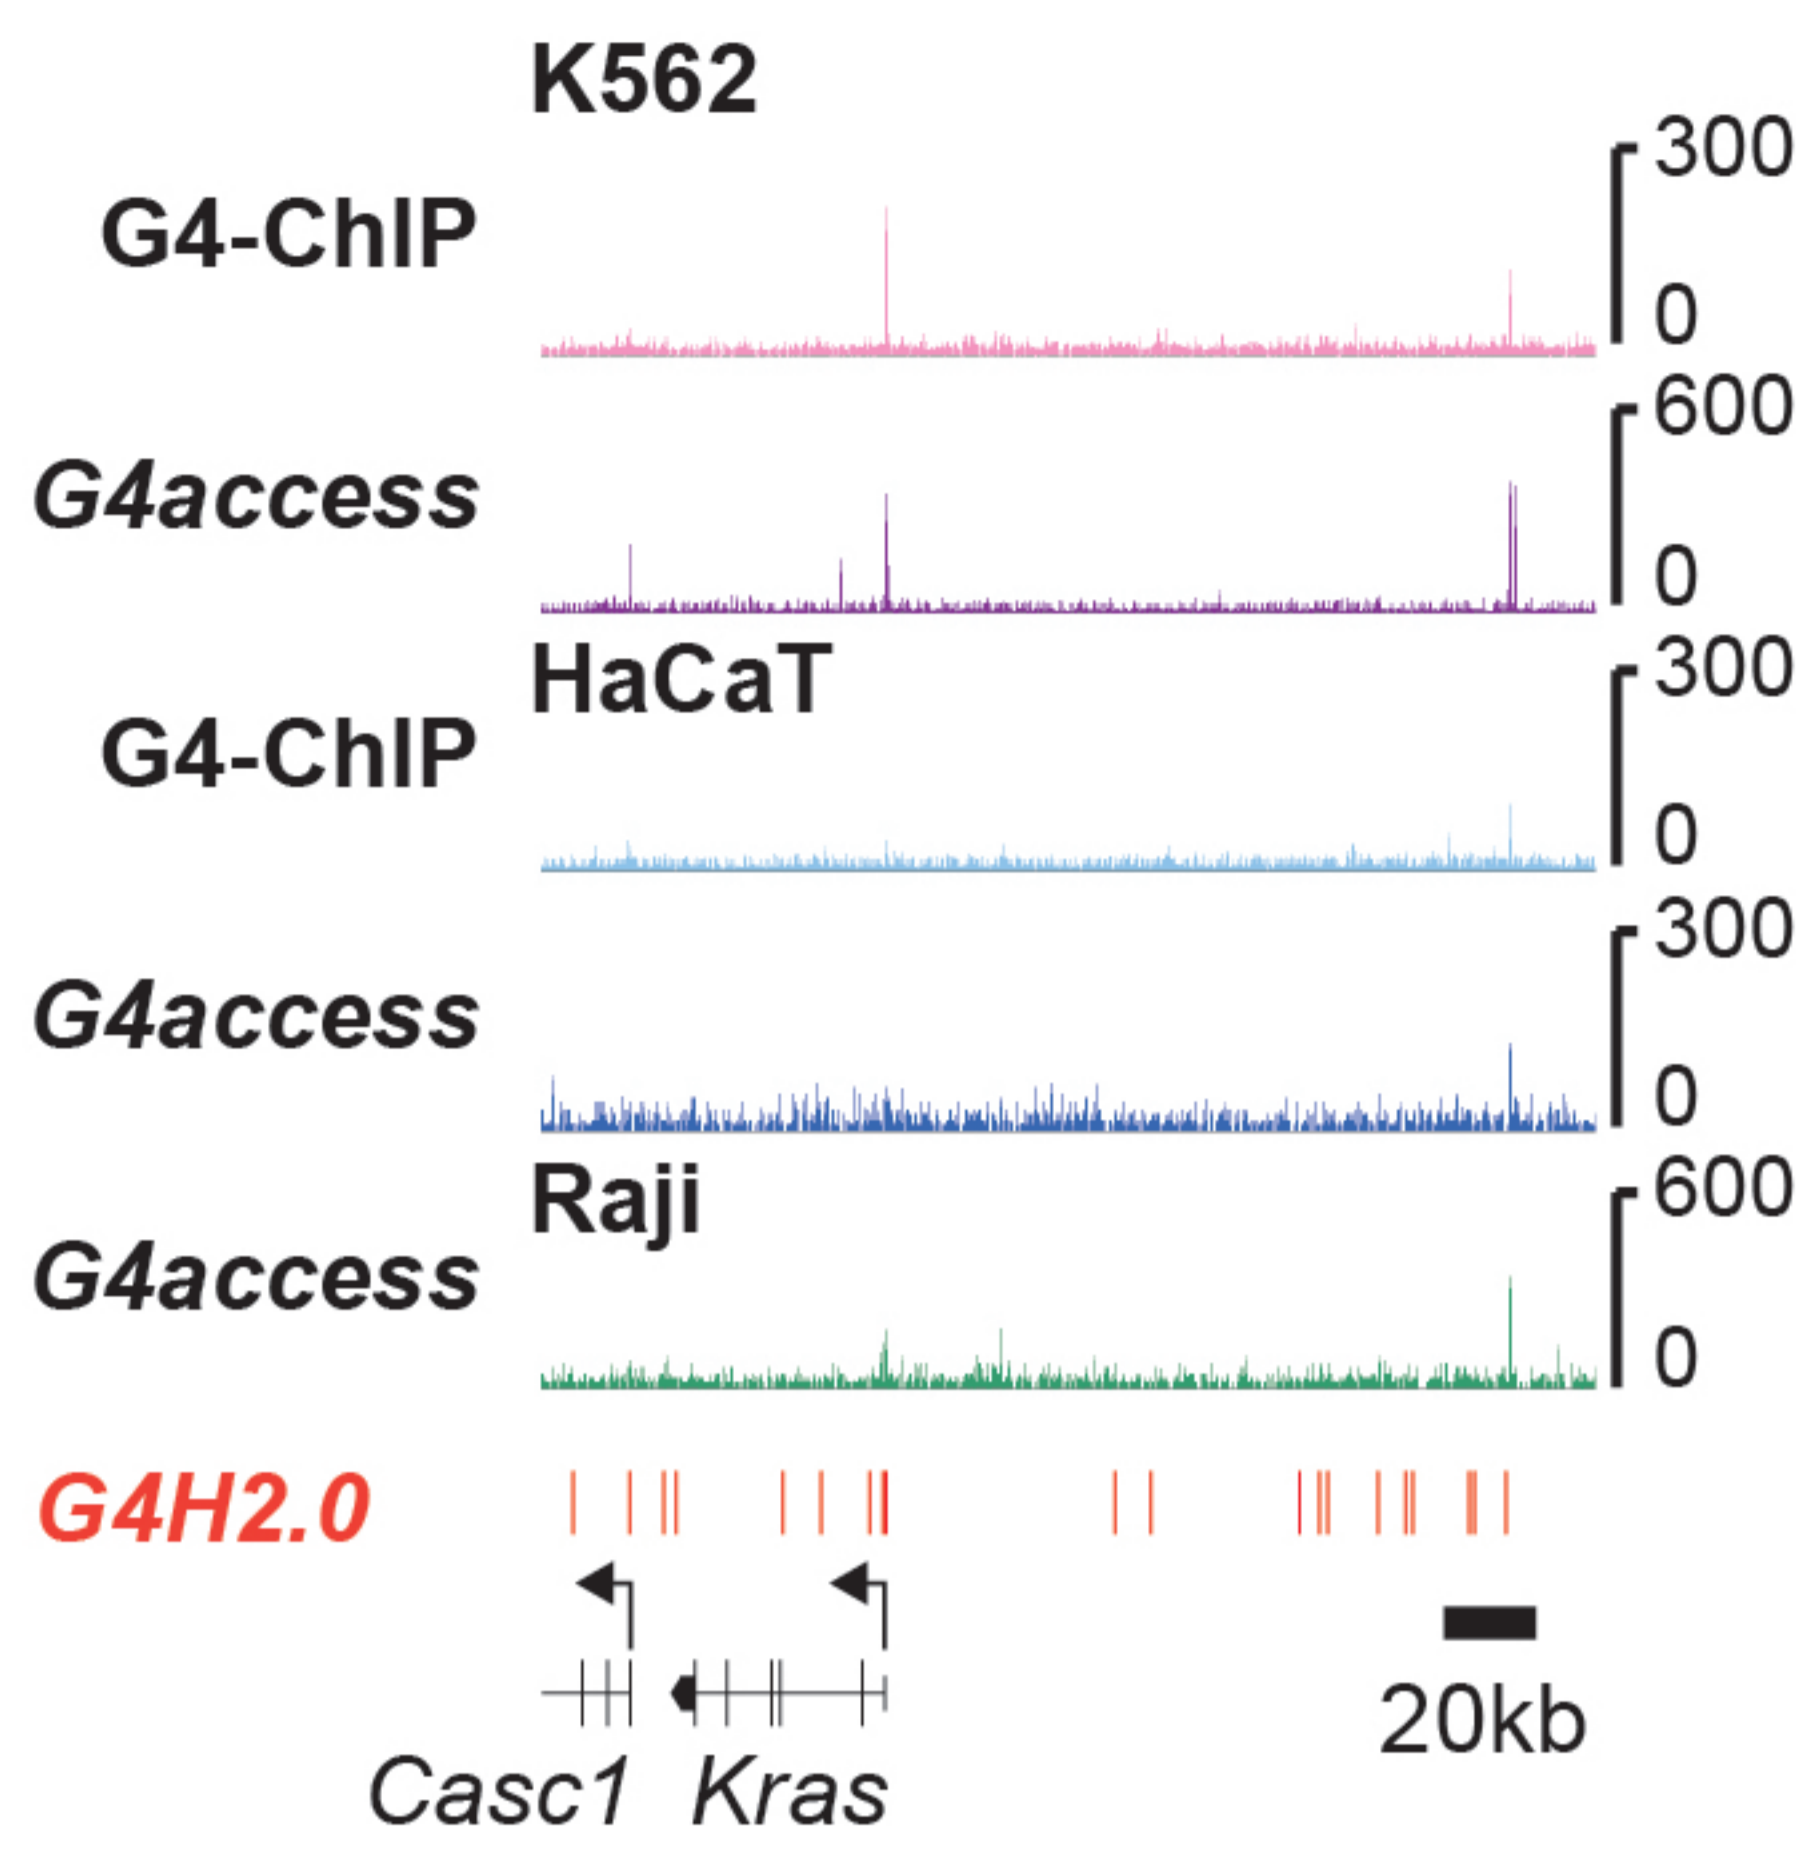 K562
G4-ChIP
300
0
G4access
600
0
HaCaT
G4-ChIP
300
0
G4access
300
0
Raji
G4access
600
0
G4H2.0
20kb
Casc1 Kras